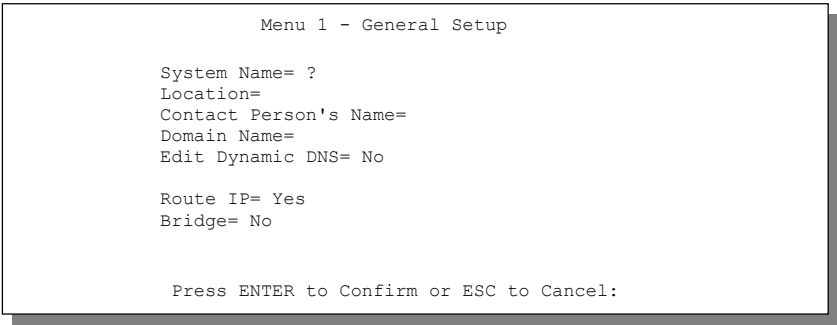 Menu 1 - General Setup
System Name= ?
Location=
Contact Person's Name=
Domain Name=
Edit Dynamic DNS= No
Route IP= Yes
Bridge= No
Press ENTER to Confirm or ESC to Cancel: